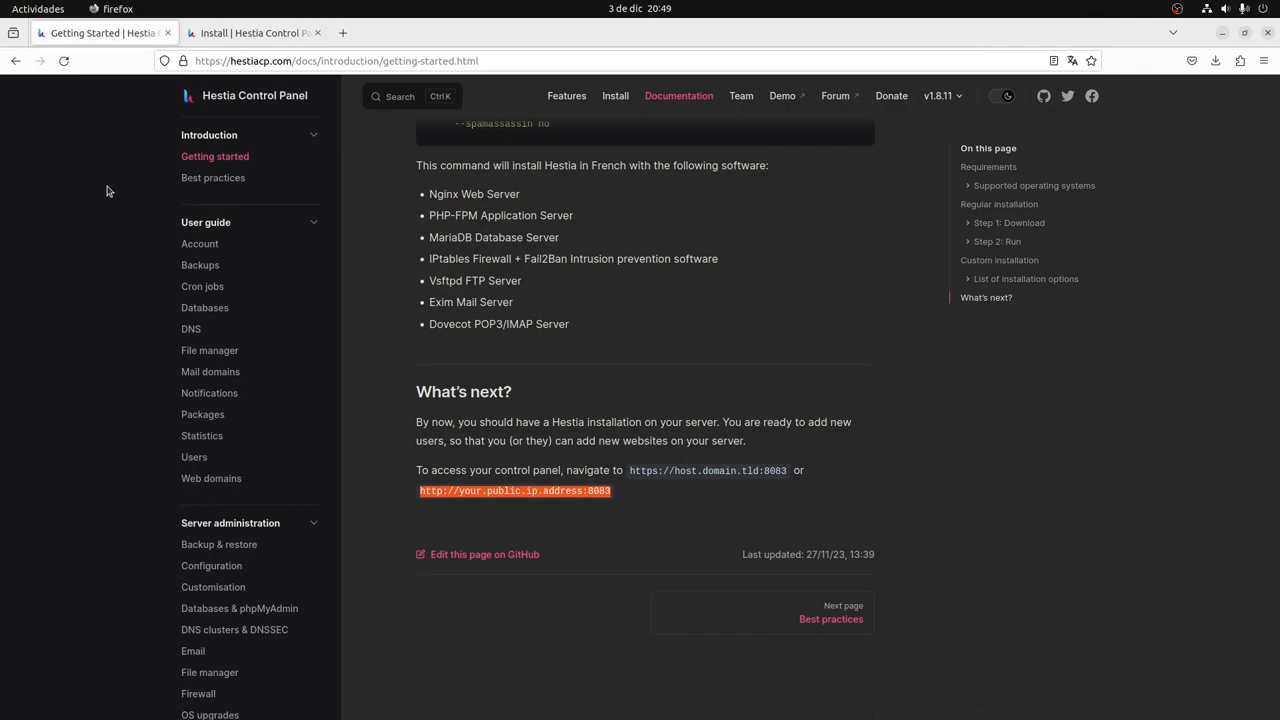 Actividades
firefox
3 de dic 20:49
Getting Started | Hestia C
Install | Hestia Control Pa
https://hestiacp.com/docs/introduction/getting-started.html
Hestia Control Panel
Search
Ctrl K
Features
Install
Documentation
Team
Demo
Forum
Donate
v1.8.11
Introduction
Getting started
Best practices
User guide
Account
Backups
Cron jobs
Databases
DNS
File manager
Mail domains
Notifications
Packages
Statistics
Users
Web domains
Server administration
Backup & restore
Configuration
Customisation
Databases & phpMyAdmin
DNS clusters & DNSSEC
Email
File manager
Firewall
OS upgrades
--spamassassin no
This command will install Hestia in French with the following software:
• Nginx Web Server
• PHP-FPM Application Server
• MariaDB Database Server
• IPtables Firewall + Fail2Ban Intrusion prevention software
• Vsftpd FTP Server
• Exim Mail Server
• Dovecot POP3/IMAP Server
What’s next?
By now, you should have a Hestia installation on your server. You are ready to add new
users, so that you (or they) can add new websites on your server.
To access your control panel, navigate to https://host.domain.tld:8083 or
http://your.public.ip.address:8083
Edit this page on GitHub
Last updated: 27/11/23, 13:39
Next page
Best practices
On this page
Requirements
Supported operating systems
Regular installation
Step 1: Download
Step 2: Run
Custom installation
List of installation options
What’s next?